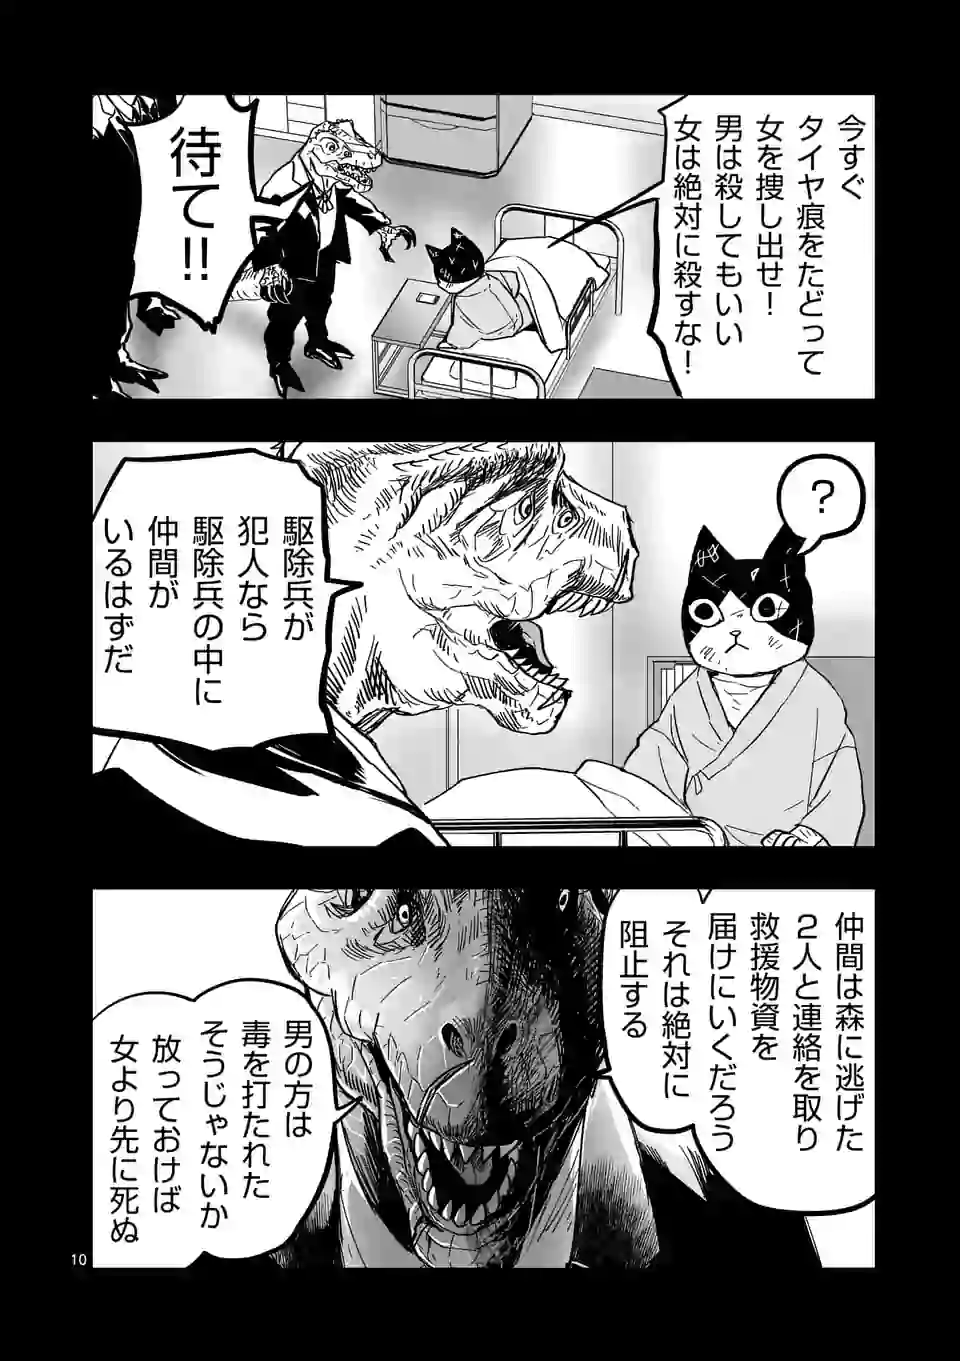 今すぐ
タイヤ痕をたどって
女を捜し出せ！
男は殺してもいい
女は絶対に殺すな！
待て!!
？
駆除兵が
犯人なら
駆除兵の中に
仲間が
いるはずだ
仲間は森に逃げた
2人と連絡を取り
救援物資を
届けにいくだろう
それは絶対に
阻止する
男の方は
毒を打たれた
そうじゃないか
放っておけば
女より先に死ぬ
10